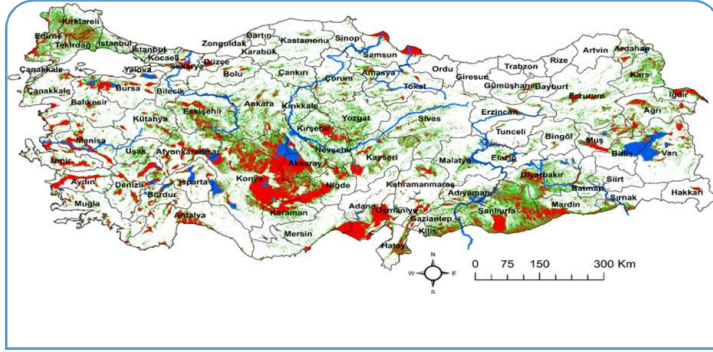 Kırklareli
Edirne
Tekirdağ
İstanbul
İstanbul
Kocaeli
Yalova
Sakarya
Düzce
Zonguldak
Bartın
Karabük
Kastamonu
Sinop
Samsun
Ordu
Giresun
Trabzon
Rize
Artvin
Ardahan
Kars
Iğdır
Ağrı
Erzurum
Bayburt
Gümüşhane
Çanakkale
Çanakkale
Balıkesir
Bursa
Bilecik
Bolu
Çankırı
Çorum
Amasya
Tokat
Sivas
Erzincan
Tunceli
Bingöl
Muş
Bitlis
Van
Kütahya
Eskişehir
Ankara
Kırıkkale
Yozgat
Kırşehir
Nevşehir
Kayseri
Malatya
Elazığ
Diyarbakır
Batman
Siirt
Şırnak
Hakkari
Manisa
İzmir
Uşak
Afyonkarahisar
Aydın
Denizli
Isparta
Burdur
Muğla
Antalya
Konya
Aksaray
Niğde
Karaman
Mersin
Adana
Osmaniye
Kahramanmaraş
Adıyaman
Gaziantep
Kilis
Hatay
Şanlıurfa
Mardin
N
W
E
S
0 75 150 300 Km